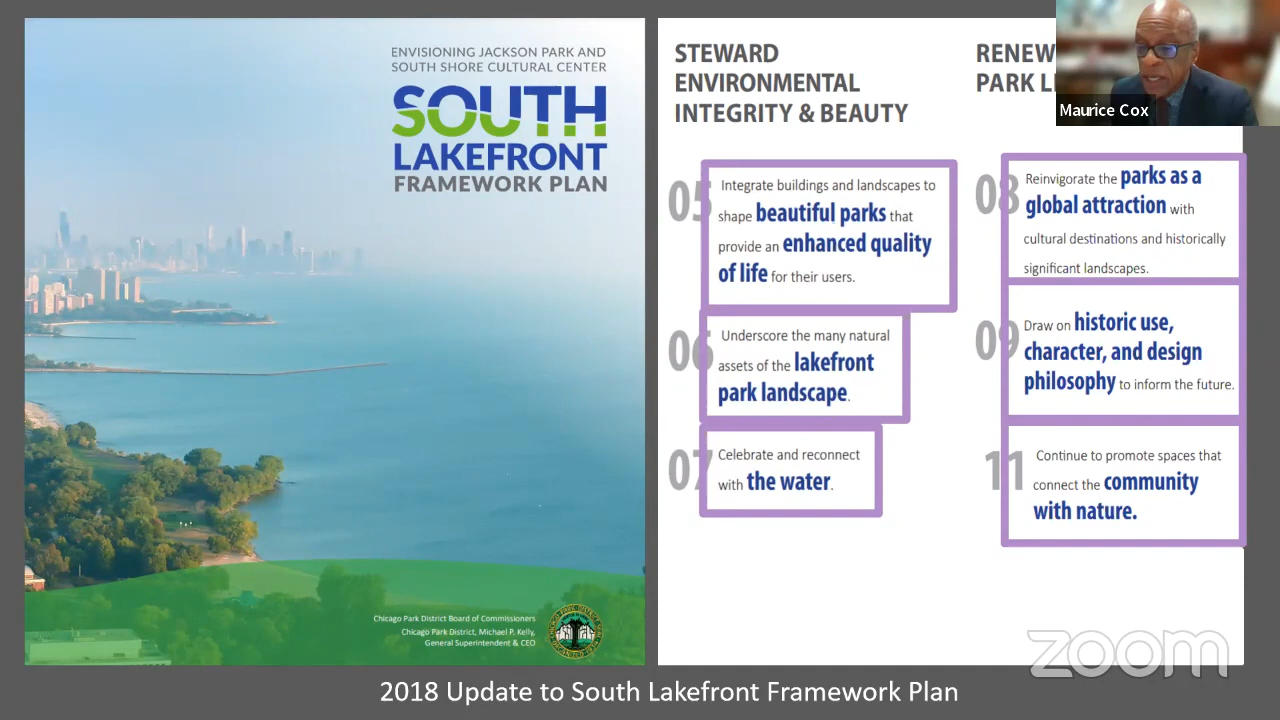 ENVISIONING JACKSON PARK AND
SOUTH SHORE CULTURAL CENTER
SOUTH
LAKEFRONT
FRAMEWORK PLAN
Chicago Park District Board of Commissioners
Chicago Park District, Michael P. Kelly,
General Superintendent & CEO
STEWARD
ENVIRONMENTAL
INTEGRITY & BEAUTY
05
Integrate buildings and landscapes to
shape beautiful parks that
provide an enhanced quality
of life for their users.
06
Underscore the many natural
assets of the lakefront
park landscape.
07
Celebrate and reconnect
with the water.
RENEW
PARK
Maurice Cox
08
Reinvigorate the parks as a
global attraction with
cultural destinations and historically
significant landscapes.
09
Draw on historic use,
character, and design
philosophy to inform the future.
11
Continue to promote spaces that
connect the community
with nature.
zoom
2018 Update to South Lakefront Framework Plan